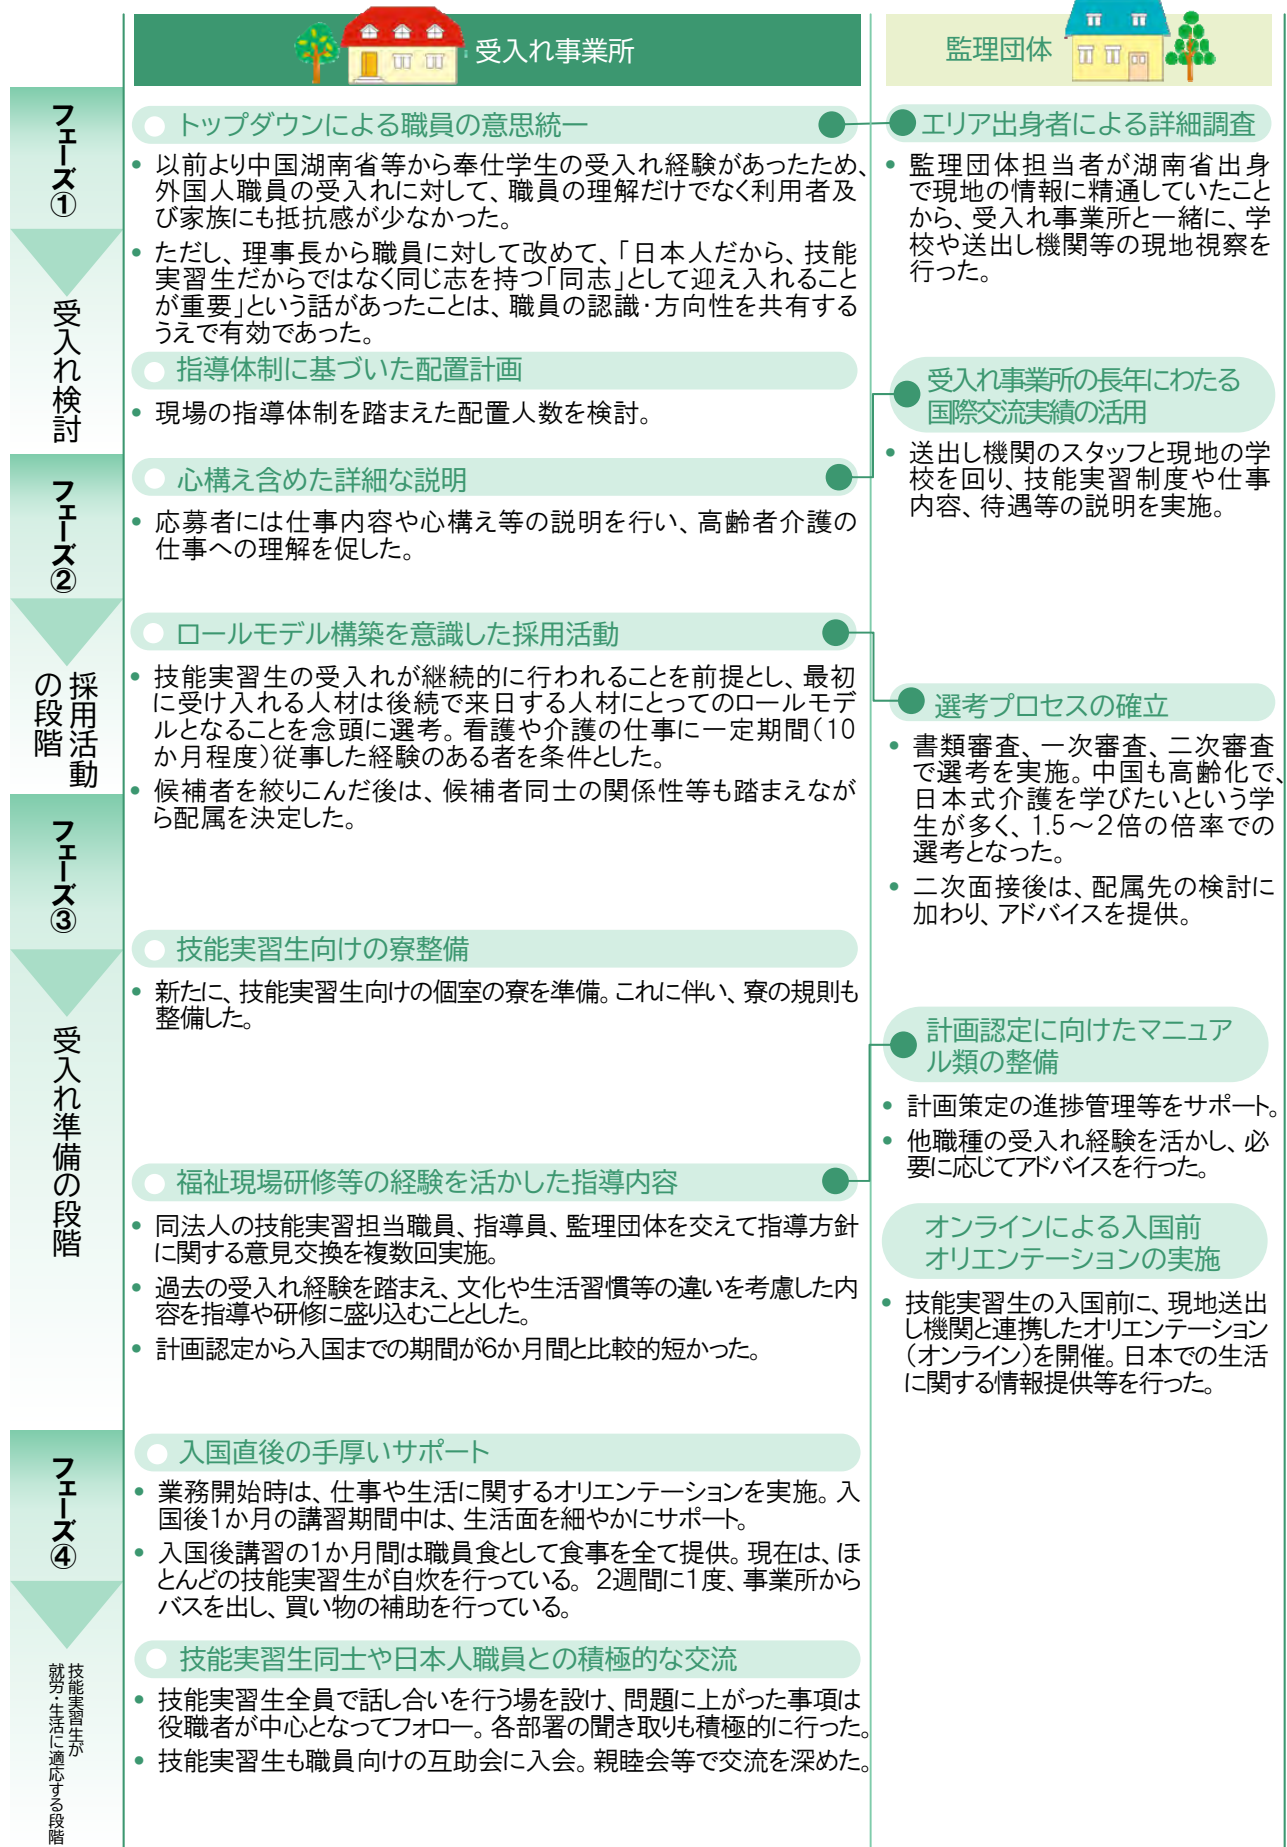 受入れ事業所
監理団体
フェーズ①
受入れ検討
トップダウンによる職員の意思統一
• 以前より中国湖南省等から奉仕学生の受入れ経験があったため、
外国人職員の受入れに対して、職員の理解だけでなく利用者及
び家族にも抵抗感が少なかった。
• ただし、理事長から職員に対して改めて、「日本人だから、技能
実習生だからではなく同じ志を持つ「同志」として迎え入れること
が重要」という話があったことは、職員の認識・方向性を共有する
うえで有効であった。
指導体制に基づいた配置計画
• 現場の指導体制を踏まえた配置人数を検討。
エリア出身者による詳細調査
• 監理団体担当者が湖南省出身
で現地の情報に精通していたこと
から、受入れ事業所と一緒に、学
校や送出し機関等の現地視察を
行った。
フェーズ②
採用活動
の段階
心構え含めた詳細な説明
• 応募者には仕事内容や心構え等の説明を行い、高齢者介護の
仕事への理解を促した。
受入れ事業所の長年にわたる
国際交流実績の活用
• 送出し機関のスタッフと現地の学
校を回り、技能実習制度や仕事
内容、待遇等の説明を実施。
ロールモデル構築を意識した採用活動
• 技能実習生の受入れが継続的に行われることを前提とし、最初
に受け入れる人材は後続で来日する人材にとってのロールモデ
ルとなることを念頭に選考。看護や介護の仕事に一定期間（10
か月程度）従事した経験のある者を条件とした。
• 候補者を絞りこんだ後は、候補者同士の関係性等も踏まえなが
ら配属を決定した。
選考プロセスの確立
• 書類審査、一次審査、二次審査
で選考を実施。中国も高齢化で、
日本式介護を学びたいという学
生が多く、1.5～2倍の倍率での
選考となった。
• 二次面接後は、配属先の検討に
加わり、アドバイスを提供。
フェーズ③
受入れ準備の段階
技能実習生向けの寮整備
• 新たに、技能実習生向けの個室の寮を準備。これに伴い、寮の規則も
整備した。
福祉現場研修等の経験を活かした指導内容
• 同法人の技能実習担当職員、指導員、監理団体を交えて指導方針
に関する意見交換を複数回実施。
• 過去の受入れ経験を踏まえ、文化や生活習慣等の違いを考慮した内
容を指導や研修に盛り込むこととした。
• 計画認定から入国までの期間が6か月間と比較的短かった。
計画認定に向けたマニュア
ル類の整備
• 計画策定の進捗管理等をサポート。
• 他職種の受入れ経験を活かし、必
要に応じてアドバイスを行った。
オンラインによる入国前
オリエンテーションの実施
• 技能実習生の入国前に、現地送出
し機関と連携したオリエンテーション
（オンライン）を開催。日本での生活
に関する情報提供等を行った。
フェーズ④
技能実習生が
就労・生活に適応する段階
入国直後の手厚いサポート
• 業務開始時は、仕事や生活に関するオリエンテーションを実施。入
国後1か月の講習期間中は、生活面を細やかにサポート。
• 入国後講習の1か月間は職員食として食事を全て提供。現在は、ほ
とんどの技能実習生が自炊を行っている。 2週間に1度、事業所から
バスを出し、買い物の補助を行っている。
技能実習生同士や日本人職員との積極的な交流
• 技能実習生全員で話し合いを行う場を設け、問題に上がった事項は
役職者が中心となってフォロー。各部署の聞き取りも積極的に行った。
• 技能実習生も職員向けの互助会に入会。親睦会等で交流を深めた。